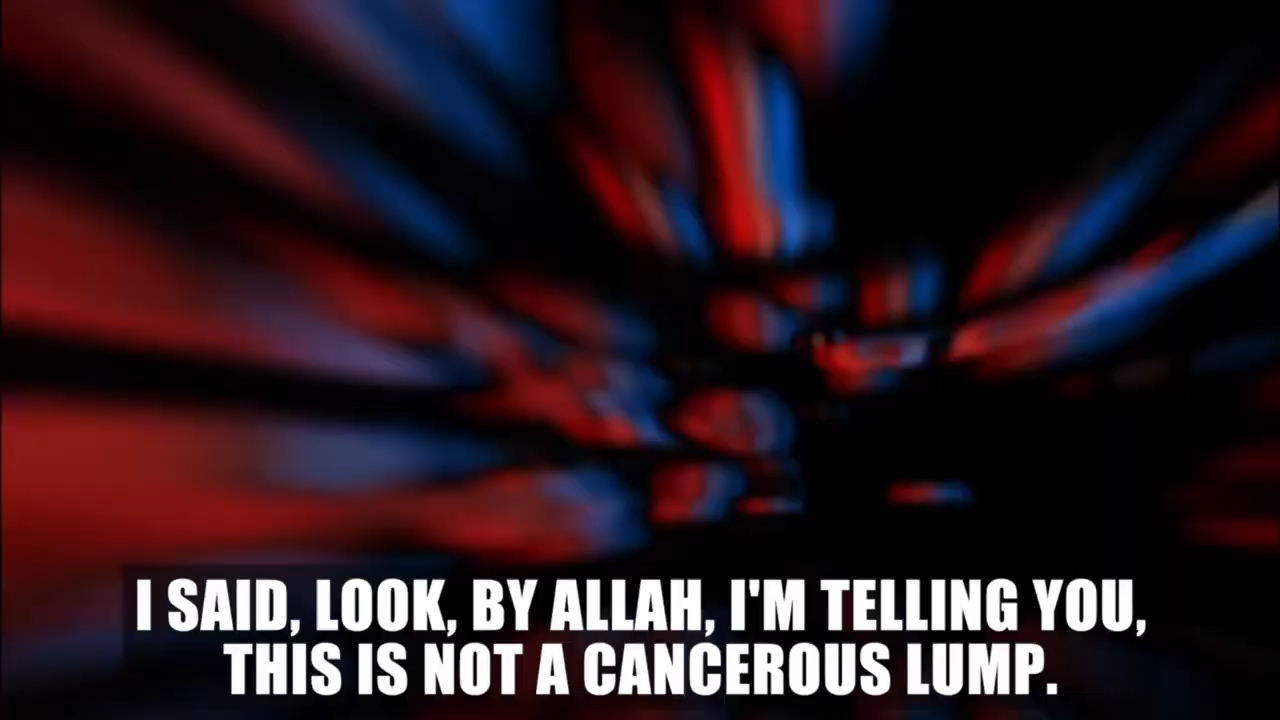 I SAID, LOOK, BY ALLAH, I'M TELLING YOU,
THIS IS NOT A CANCEROUS LUMP.